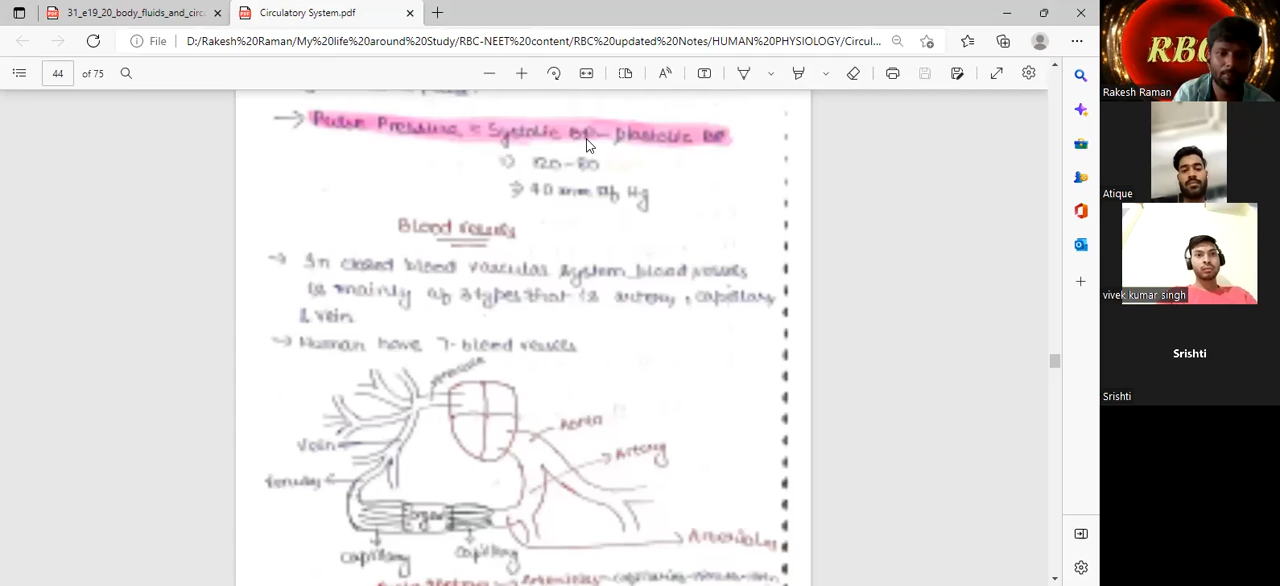 31_e19_20_body_fluids_and_circ
Circulatory System.pdf
File
D:/Rakesh%20Raman/My%20life%20around%20Study/RBC-NEET%20content/RBC%20updated%20Notes/HUMAN%20PHYSIOLOGY/Circul...
44 of 75
→ Pulse Pressure = Systolic BP - Diastolic BP
⇒ 120-80
⇒ 40 mm of Hg
Blood vessels
→ In closed blood vascular system blood vessels
is mainly of 3 types that is artery, capillary
& vein
→ Human have 7-blood vessels
Aorta
Vein
Artery
Organ
Arterioles
Capillary
Capillary
RBC
Rakesh Raman
Atique
vivek kumar singh
Srishti
Srishti